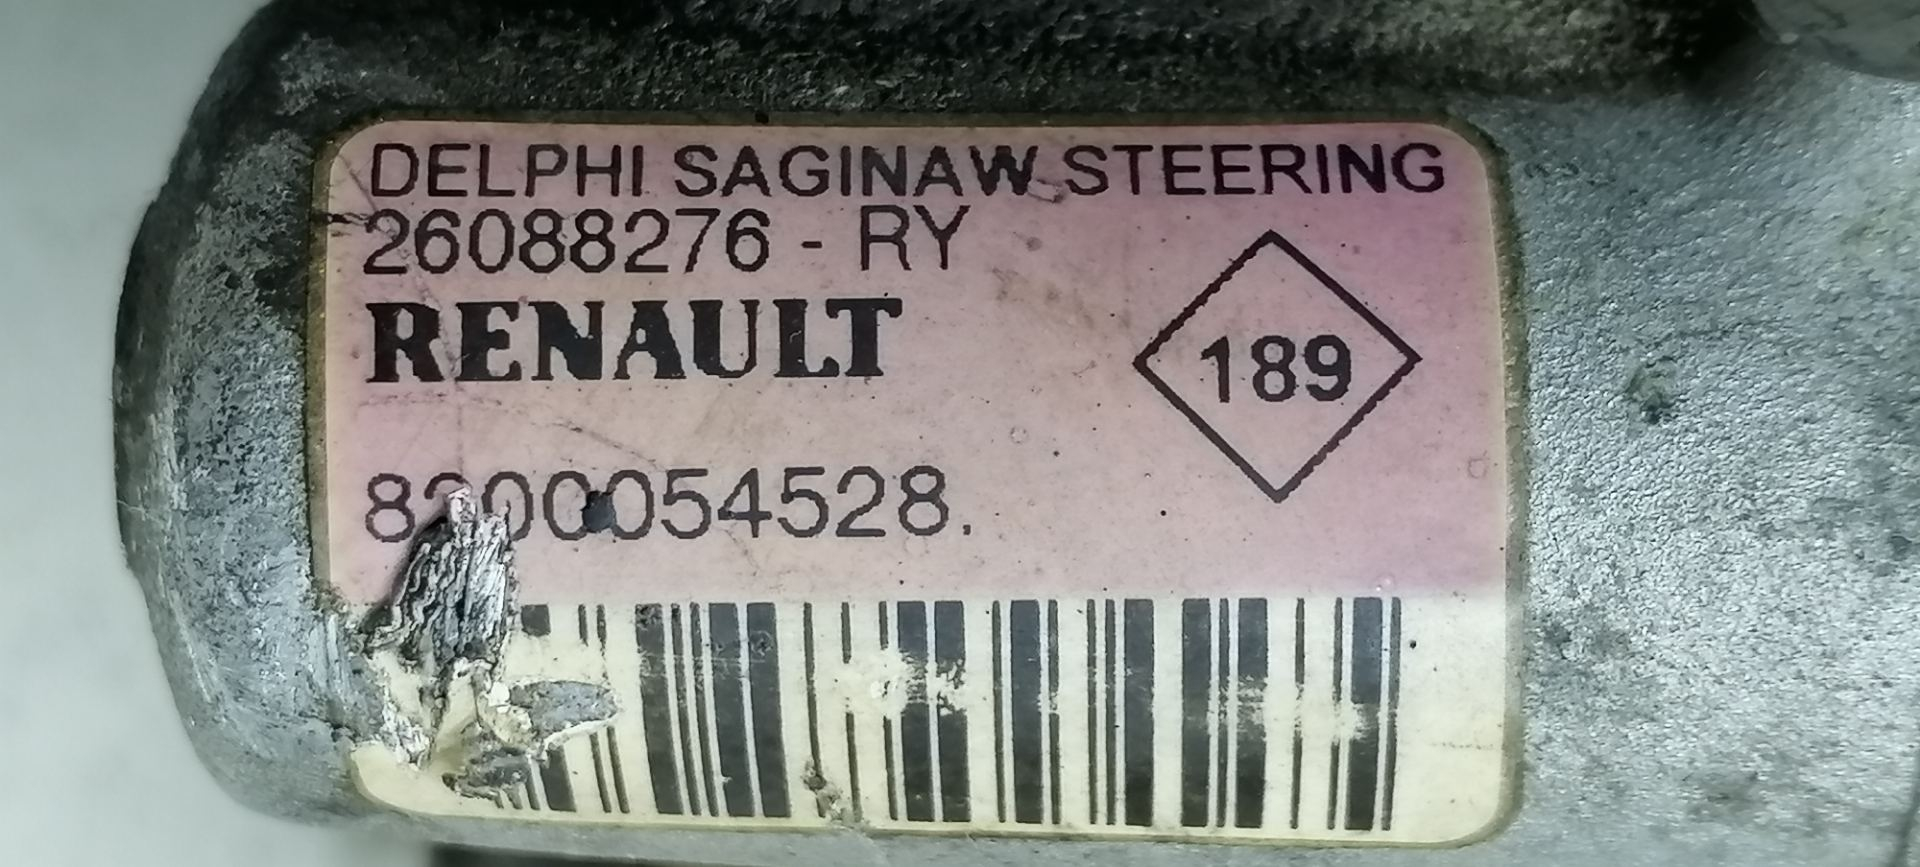 DELPHI SAGINAW STEERING
26088276 - RY
RENAULT
189
8200054528.